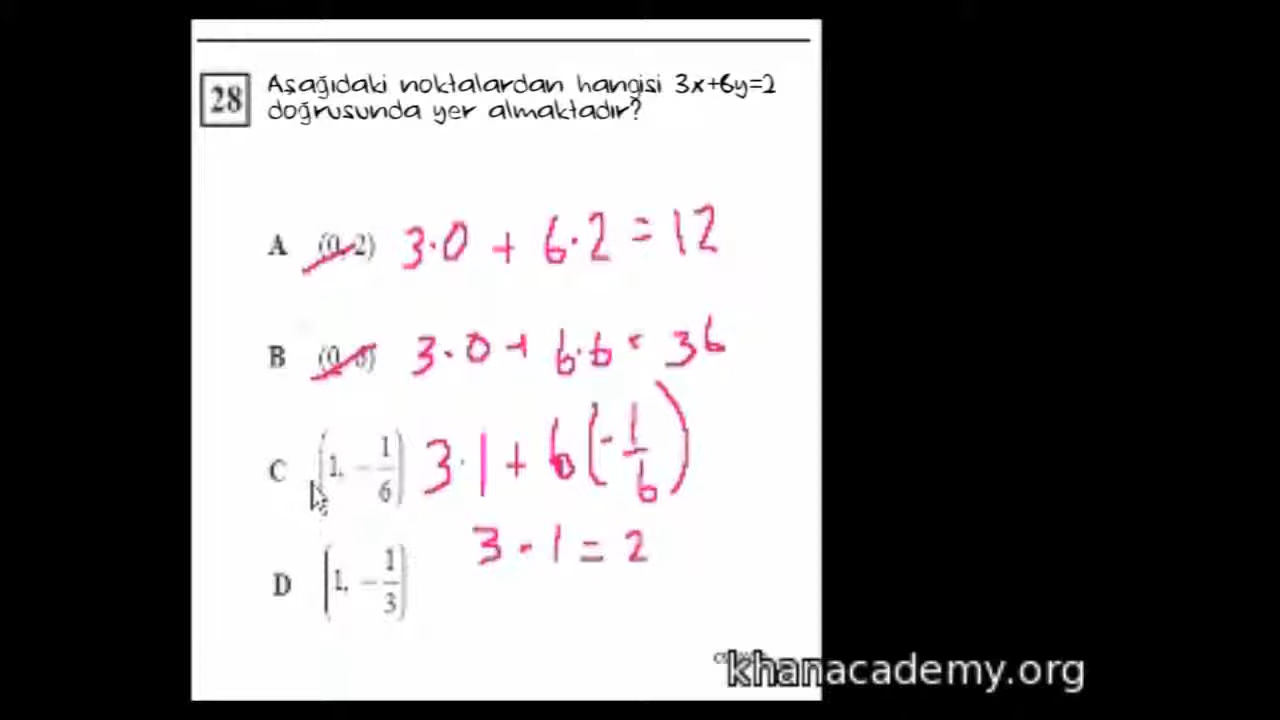 28 Aşağıdaki noktalardan hangisi 3x+6y=2
doğrusunda yer almaktadır?
A (0, 2) 3·0 + 6·2 = 12
B (0, 6) 3·0 + 6·6 = 36
C (1, -1/6) 3·1 + 6(-1/6)
3 - 1 = 2
D (1, -1/3)
khanacademy.org